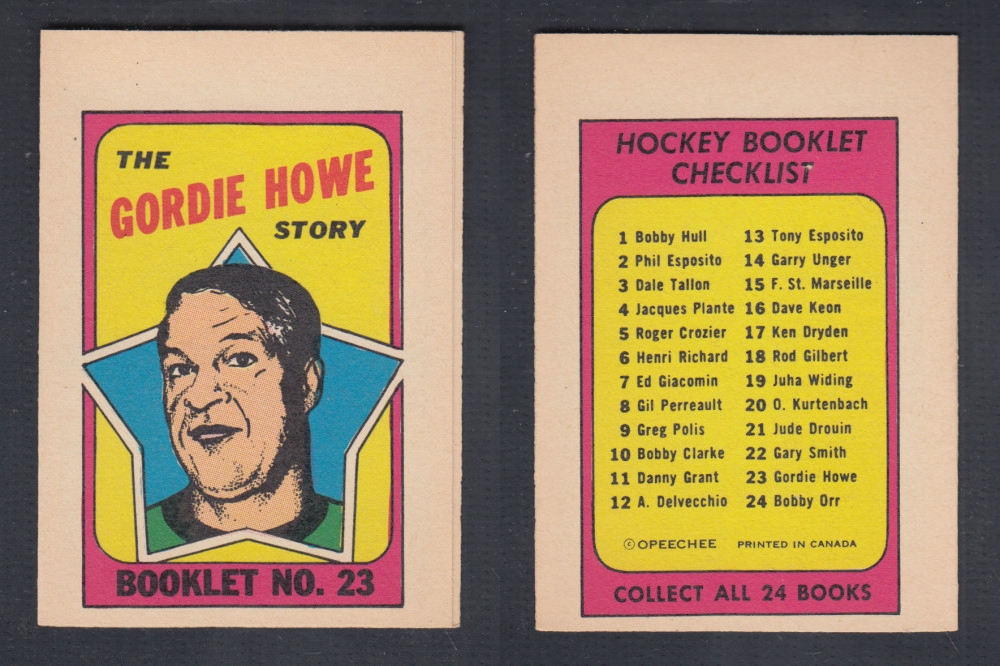 THE
GORDIE HOWE
STORY
BOOKLET NO. 23
HOCKEY BOOKLET
CHECKLIST
1 Bobby Hull
2 Phil Esposito
3 Dale Tallon
4 Jacques Plante
5 Roger Crozier
6 Henri Richard
7 Ed Giacomin
8 Gil Perreault
9 Greg Polis
10 Bobby Clarke
11 Danny Grant
12 A. Delvecchio
13 Tony Esposito
14 Garry Unger
15 F. St. Marseille
16 Dave Keon
17 Ken Dryden
18 Rod Gilbert
19 Juha Widing
20 O. Kurtenbach
21 Jude Drouin
22 Gary Smith
23 Gordie Howe
24 Bobby Orr
© OPEECHEE PRINTED IN CANADA
COLLECT ALL 24 BOOKS